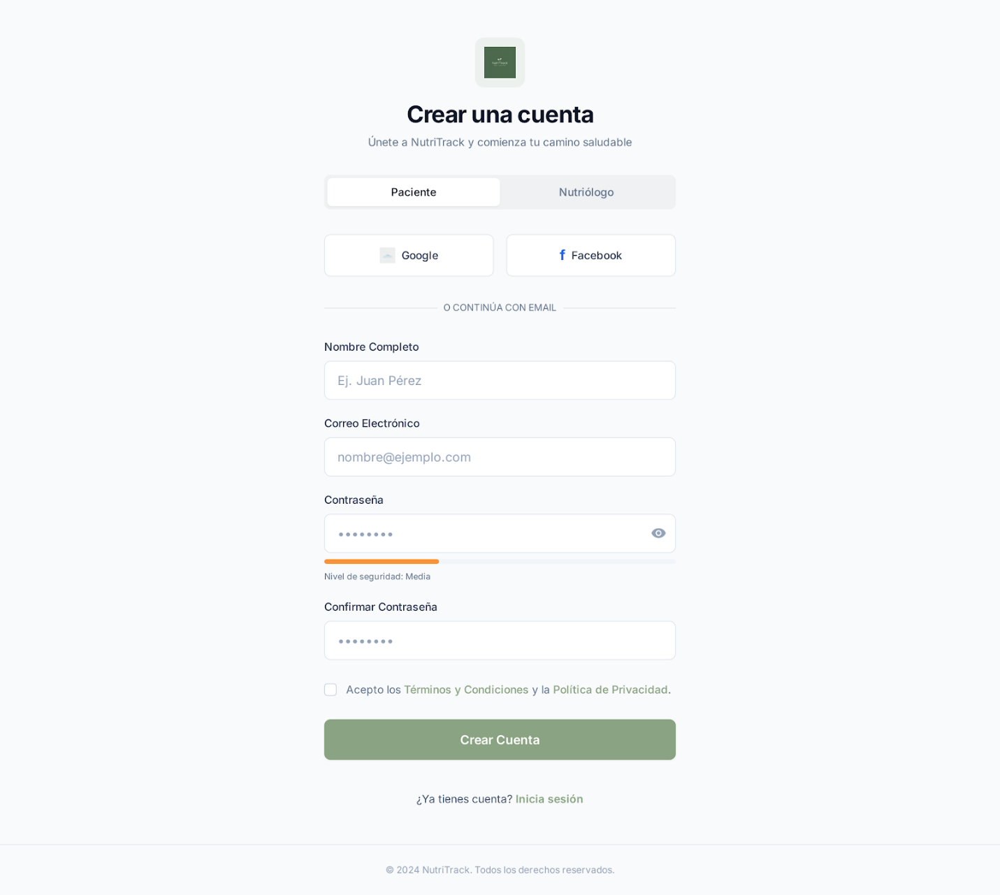 NutriTrack
Crear una cuenta
Únete a NutriTrack y comienza tu camino saludable
Paciente
Nutriólogo
Google
f Facebook
O CONTINÚA CON EMAIL
Nombre Completo
Ej. Juan Pérez
Correo Electrónico
nombre@ejemplo.com
Contraseña
••••••••
Nivel de seguridad: Media
Confirmar Contraseña
••••••••
Acepto los Términos y Condiciones y la Política de Privacidad.
Crear Cuenta
¿Ya tienes cuenta? Inicia sesión
© 2024 NutriTrack. Todos los derechos reservados.